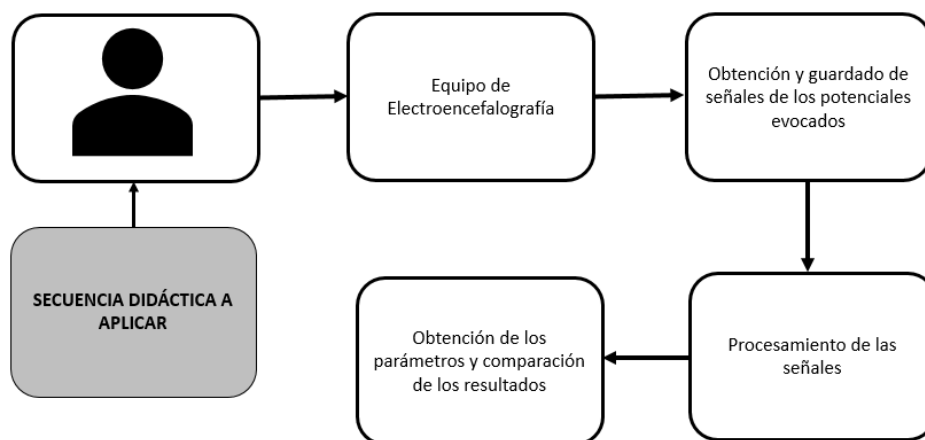 Equipo de
Electroencefalografía
Obtención y guardado de
señales de los potenciales
evocados
SECUENCIA DIDÁCTICA A
APLICAR
Obtención de los
parámetros y comparación
de los resultados
Procesamiento de las
señales